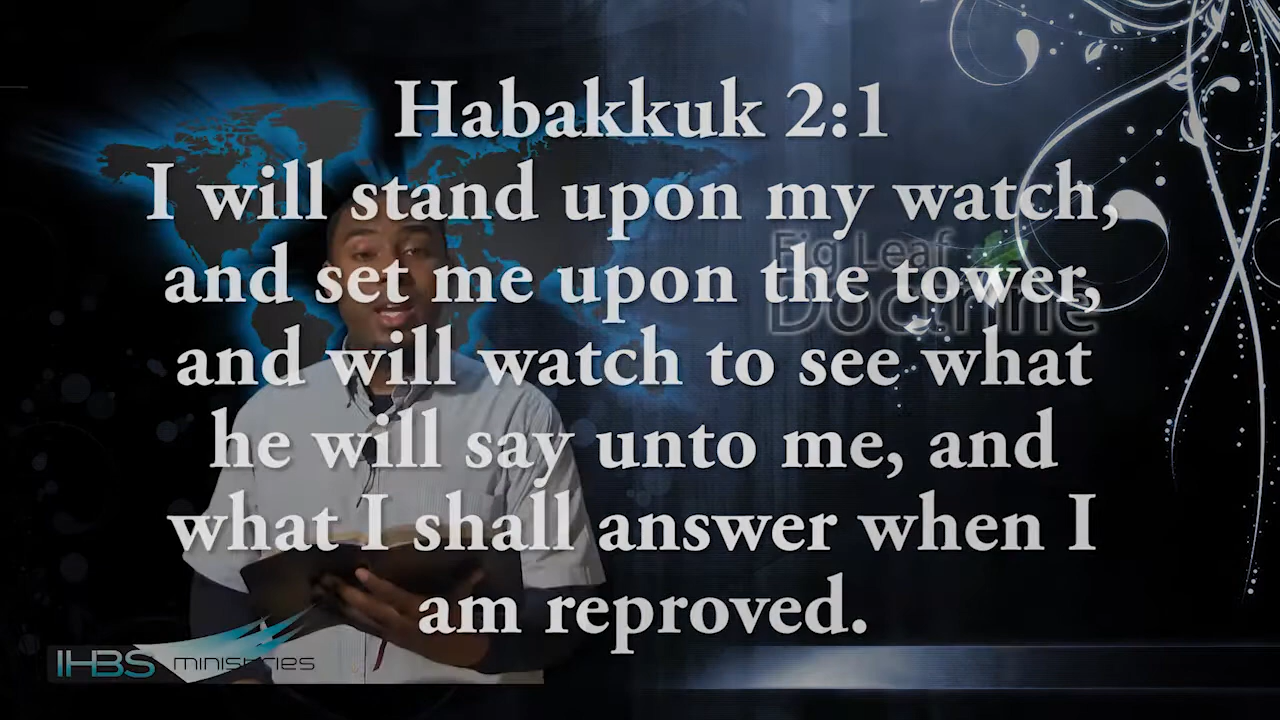 Habakkuk 2:1
I will stand upon my watch,
and set me upon the tower,
and will watch to see what
he will say unto me, and
what I shall answer when I
am reproved.
Fig Leaf
Doctrine
IHBS ministries